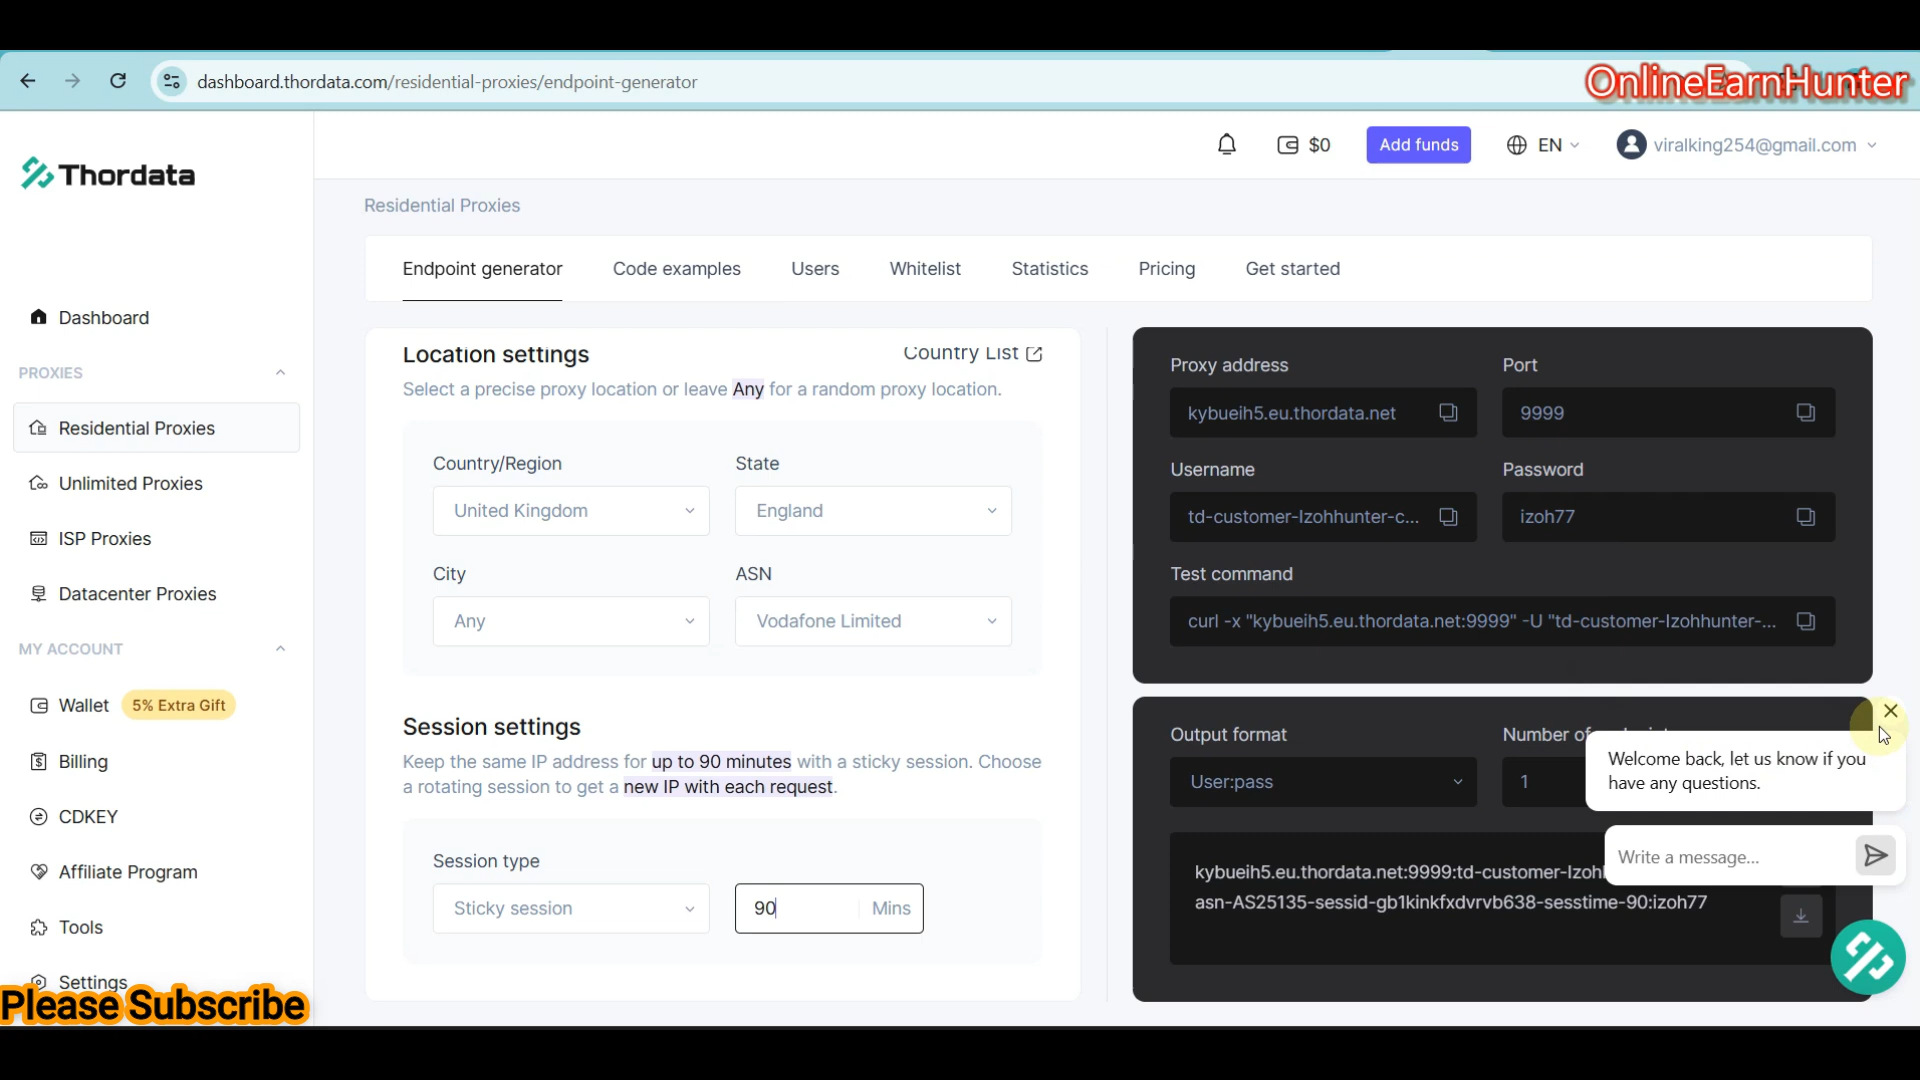 dashboard.thordata.com/residential-proxies/endpoint-generator
OnlineEarnHunter
Thordata
$0
Add funds
EN
viralking254@gmail.com
Residential Proxies
Endpoint generator
Code examples
Users
Whitelist
Statistics
Pricing
Get started
Dashboard
PROXIES
Residential Proxies
Unlimited Proxies
ISP Proxies
Datacenter Proxies
MY ACCOUNT
Wallet
5% Extra Gift
Billing
CDKEY
Affiliate Program
Tools
Settings
Please Subscribe
Location settings
Country List
Select a precise proxy location or leave Any for a random proxy location.
Country/Region
State
United Kingdom
England
City
ASN
Any
Vodafone Limited
Session settings
Keep the same IP address for up to 90 minutes with a sticky session. Choose
a rotating session to get a new IP with each request.
Session type
Sticky session
90
Mins
Proxy address
Port
kybueih5.eu.thordata.net
9999
Username
Password
td-customer-Izohhunter-c...
izoh77
Test command
curl -x "kybueih5.eu.thordata.net:9999" -U "td-customer-Izohhunter-...
Output format
Number of
User:pass
1
kybueih5.eu.thordata.net:9999:td-customer-Izoh
asn-AS25135-sessid-gb1kinkfxdvrvb638-sesstime-90:izoh77
Welcome back, let us know if you
have any questions.
Write a message...